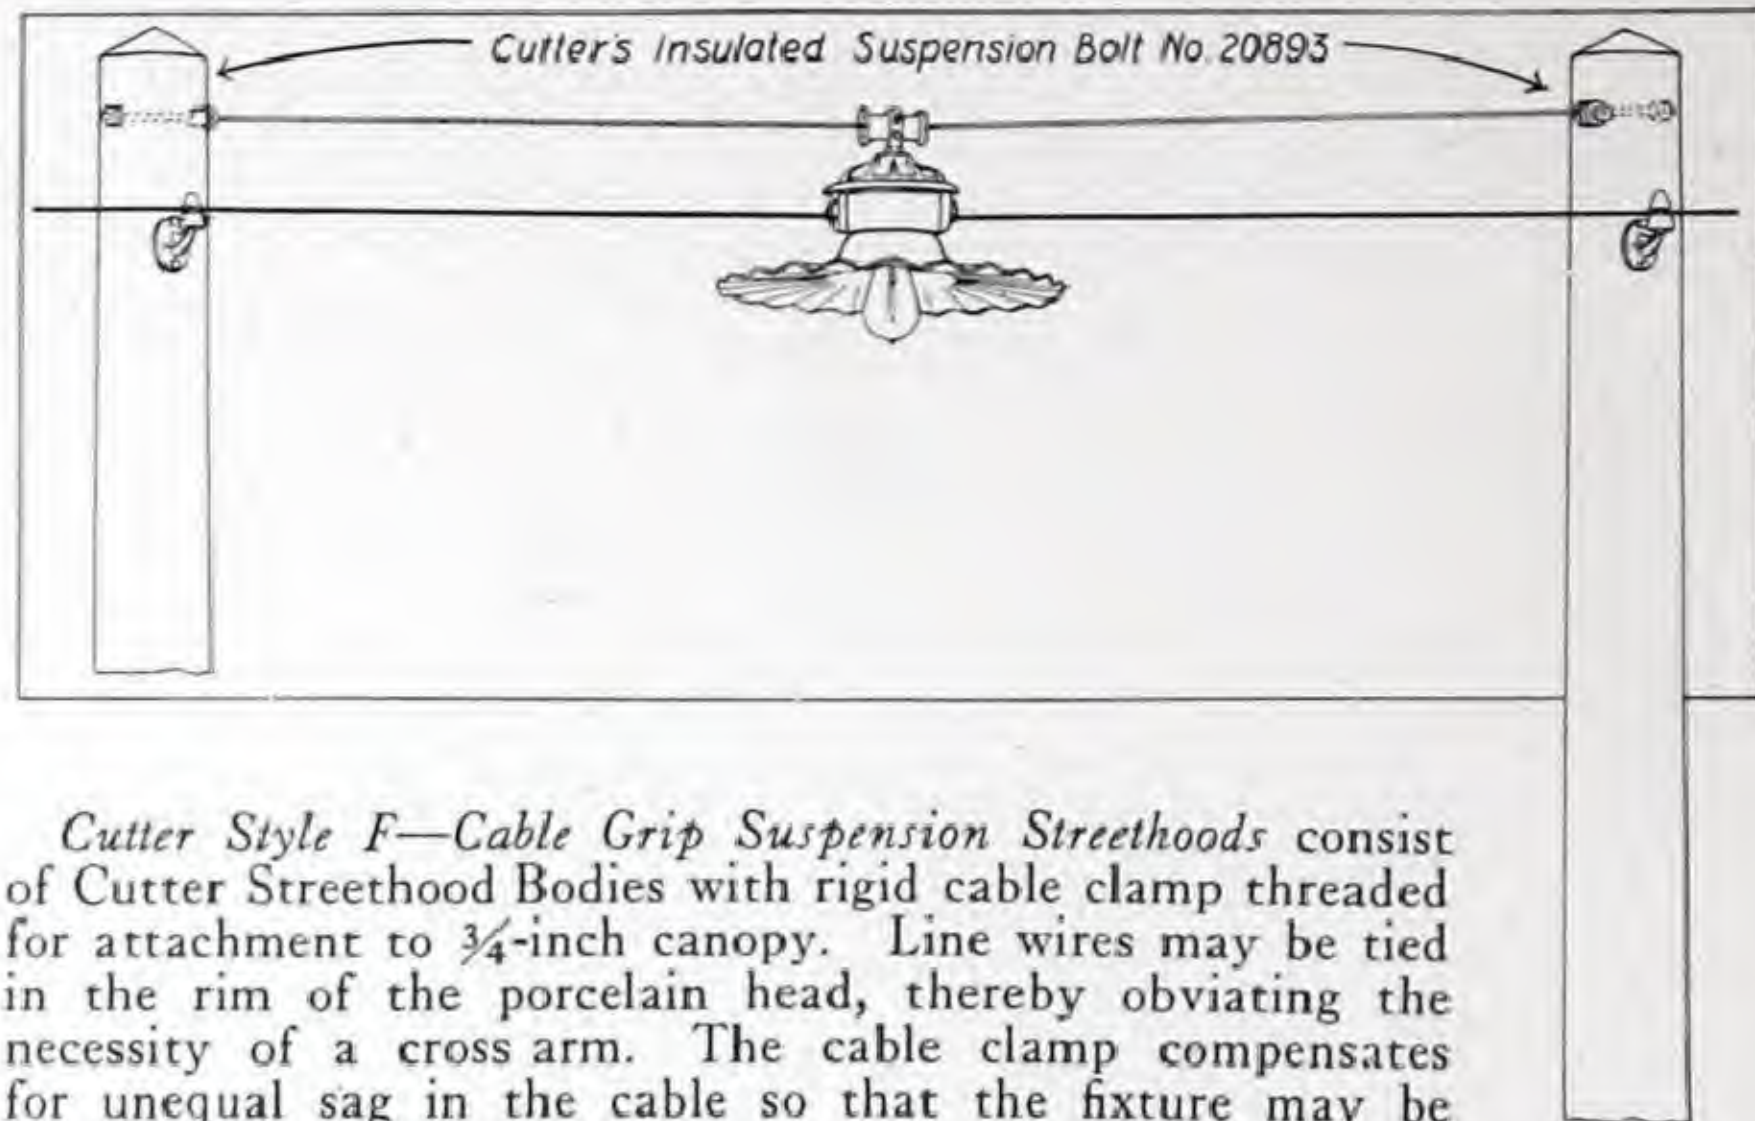 Cutter's Insulated Suspension Bolt No. 20893
Cutter Style F—Cable Grip Suspension Streethoods consist
of Cutter Streethood Bodies with rigid cable clamp threaded
for attachment to ¾-inch canopy. Line wires may be tied
in the rim of the porcelain head, thereby obviating the
necessity of a cross arm. The cable clamp compensates
for unequal sag in the cable so that the fixture may be